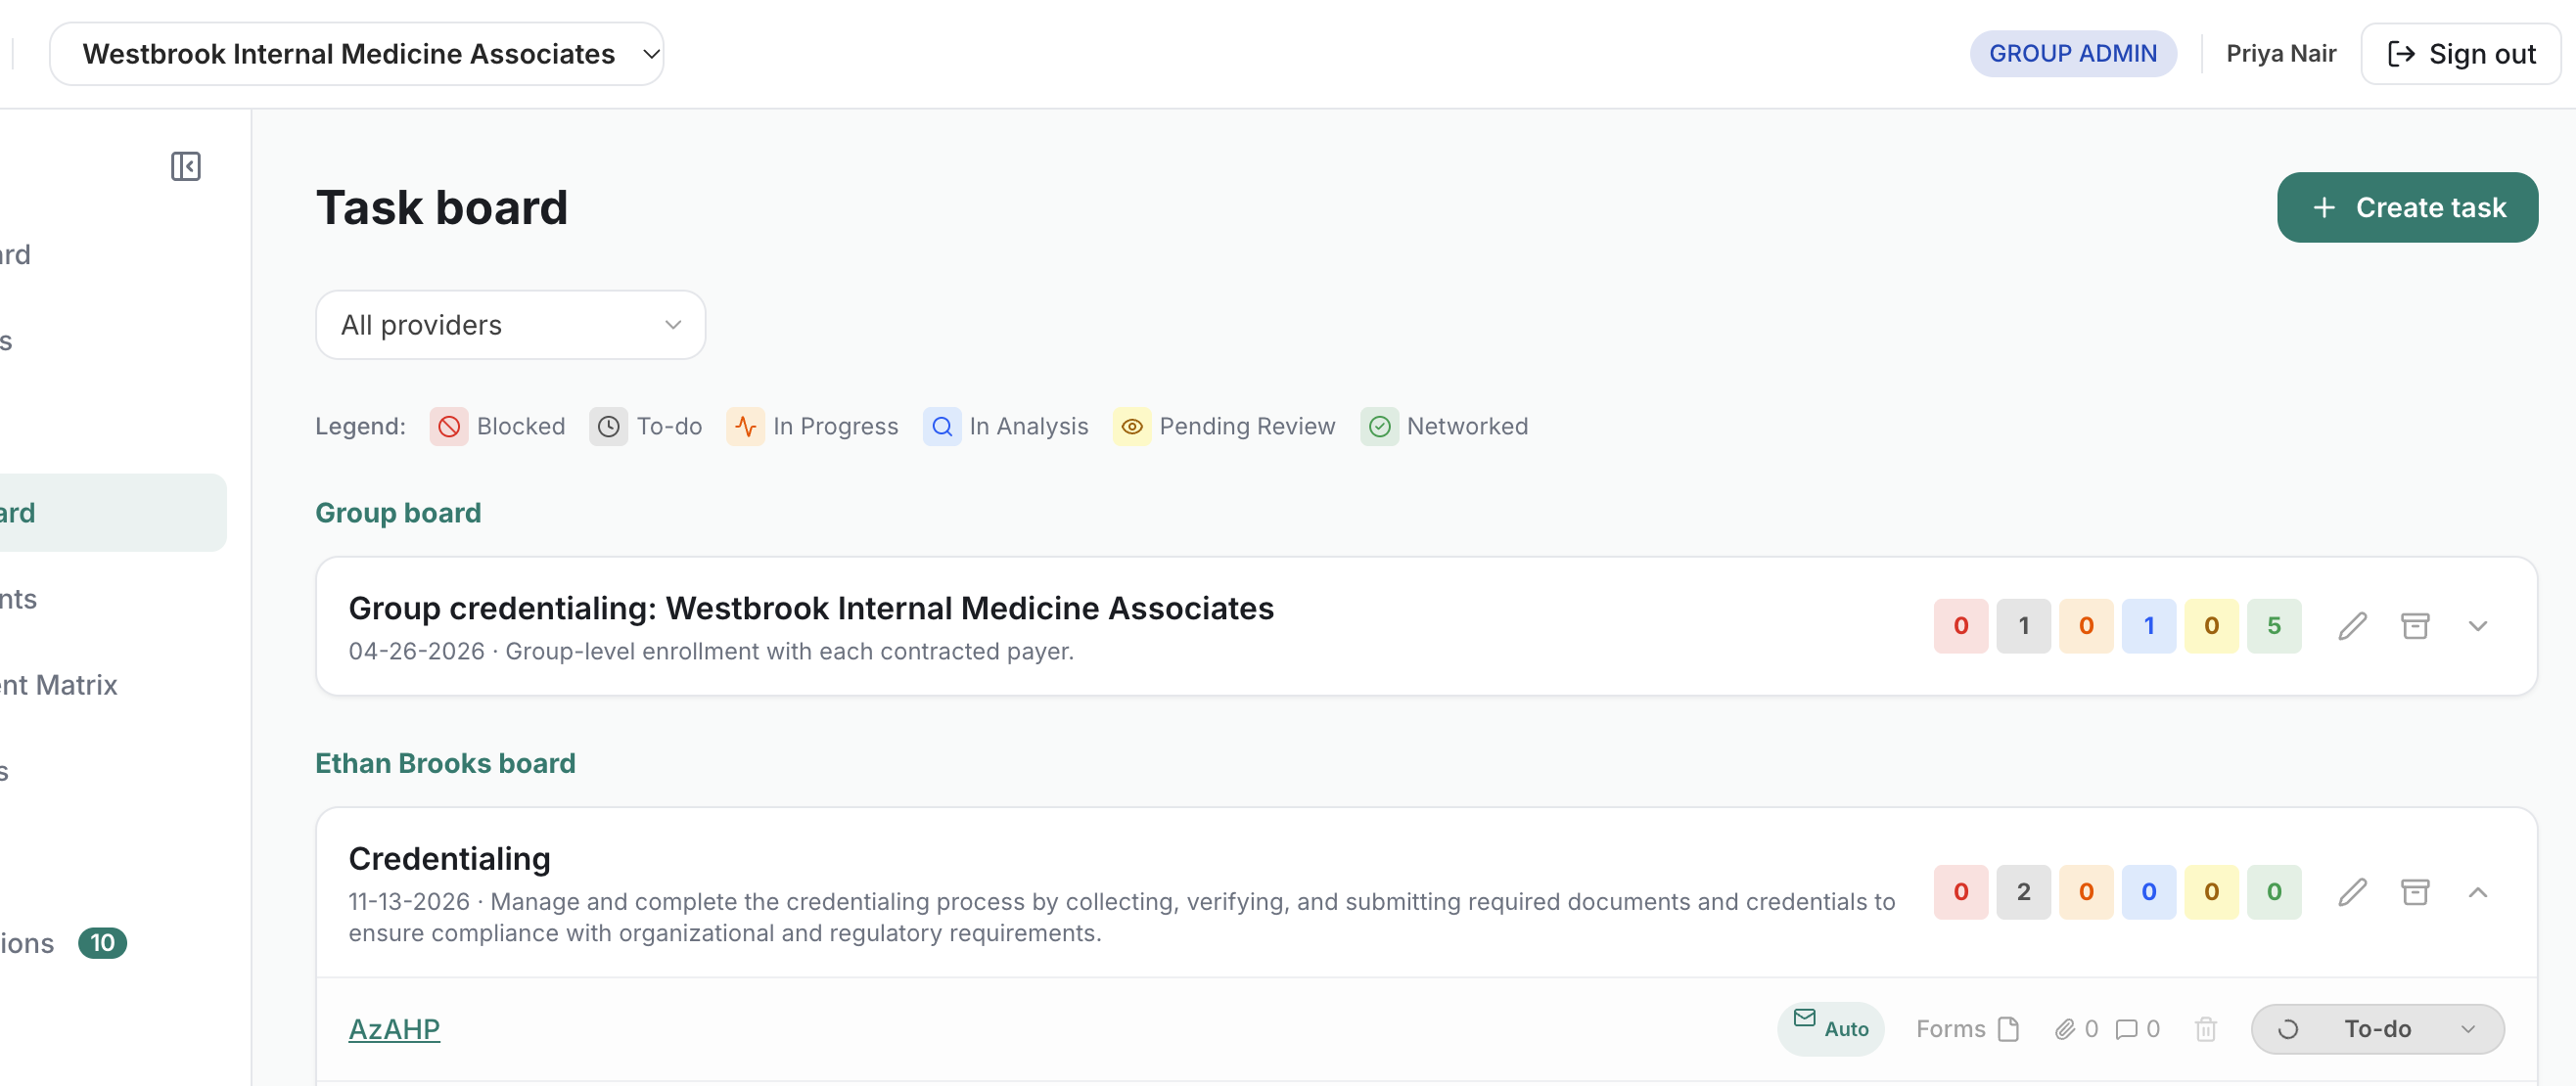 Westbrook Internal Medicine Associates
GROUP ADMIN
Priya Nair
Sign out
Task board
Create task
All providers
Legend: Blocked To-do In Progress In Analysis Pending Review Networked
Group board
Group credentialing: Westbrook Internal Medicine Associates
04-26-2026 · Group-level enrollment with each contracted payer.
0 1 0 1 0 5
Ethan Brooks board
Credentialing
11-13-2026 · Manage and complete the credentialing process by collecting, verifying, and submitting required documents and credentials to
ensure compliance with organizational and regulatory requirements.
0 2 0 0 0 0
AzAHP
Auto
Forms 0 0
To-do
ard
s
ard
nts
nt Matrix
s
ions 10